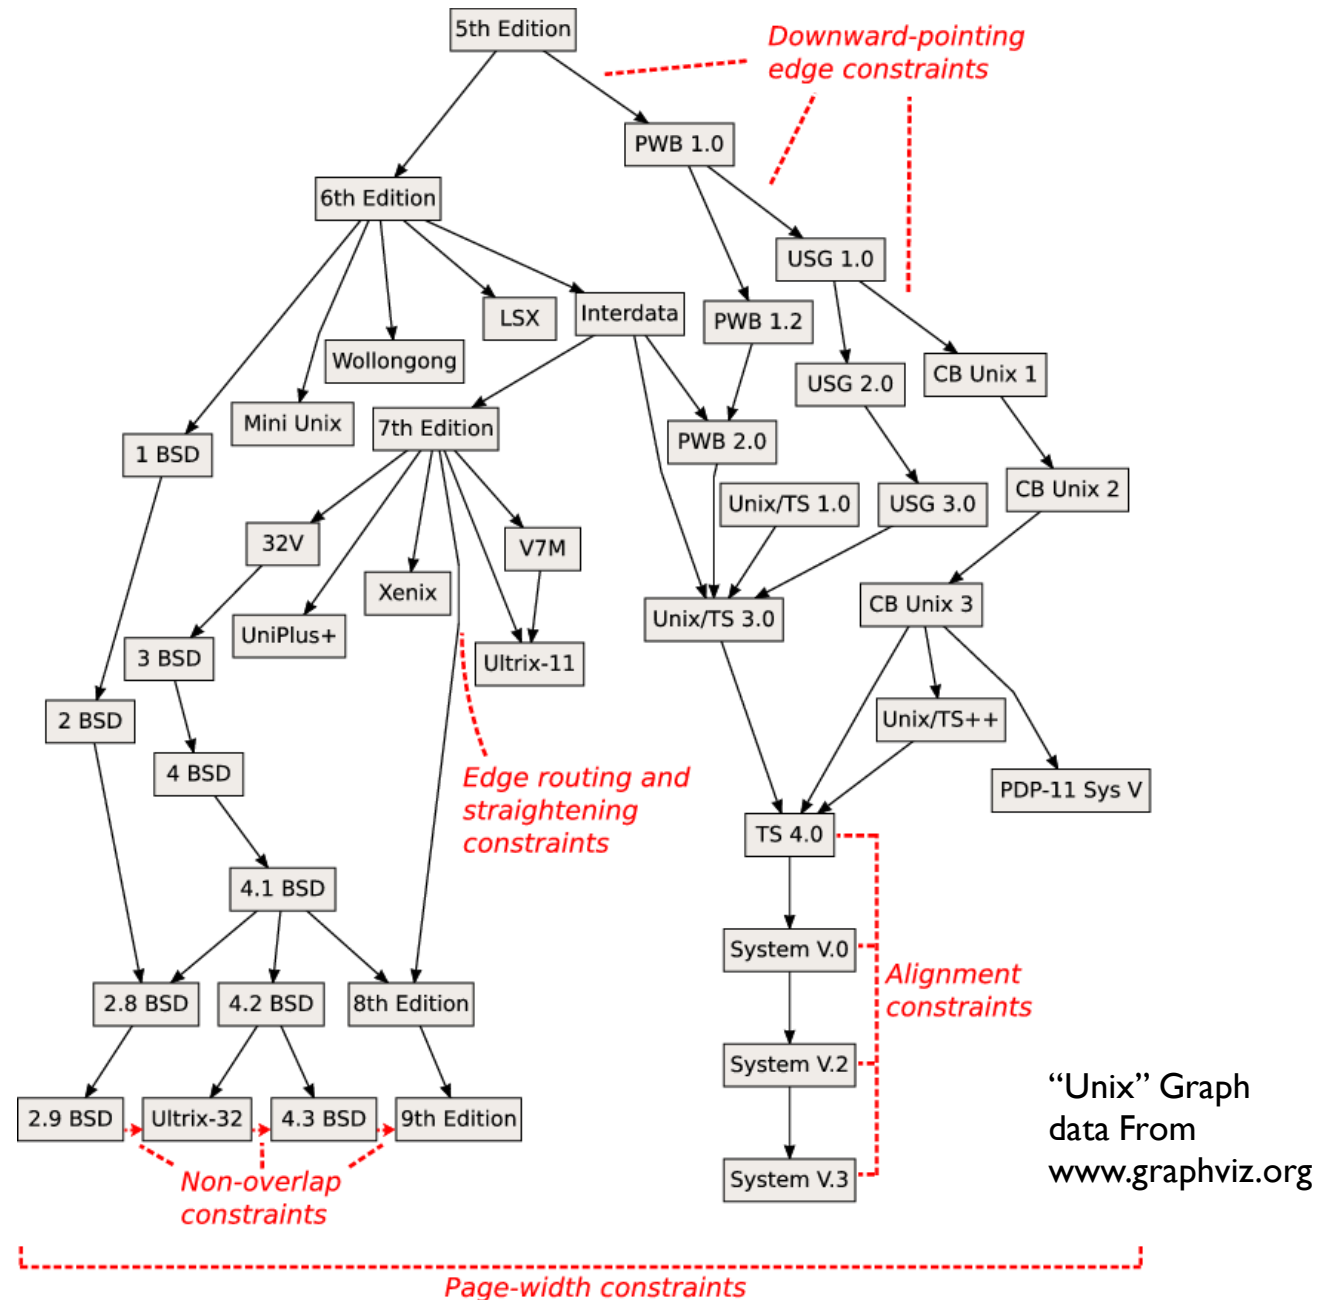 5th Edition
Downward-pointing
edge constraints
PWB 1.0
6th Edition
USG 1.0
LSX
Interdata
PWB 1.2
Wollongong
USG 2.0
CB Unix 1
Mini Unix
7th Edition
1 BSD
PWB 2.0
Unix/TS 1.0
USG 3.0
CB Unix 2
32V
V7M
Xenix
UniPlus+
Unix/TS 3.0
CB Unix 3
3 BSD
Ultrix-11
2 BSD
Unix/TS++
4 BSD
Edge routing and
straightening
constraints
PDP-11 Sys V
TS 4.0
4.1 BSD
System V.0
Alignment
constraints
2.8 BSD
4.2 BSD
8th Edition
System V.2
2.9 BSD
Ultrix-32
4.3 BSD
9th Edition
“Unix” Graph
data From
www.graphviz.org
Non-overlap
constraints
System V.3
Page-width constraints